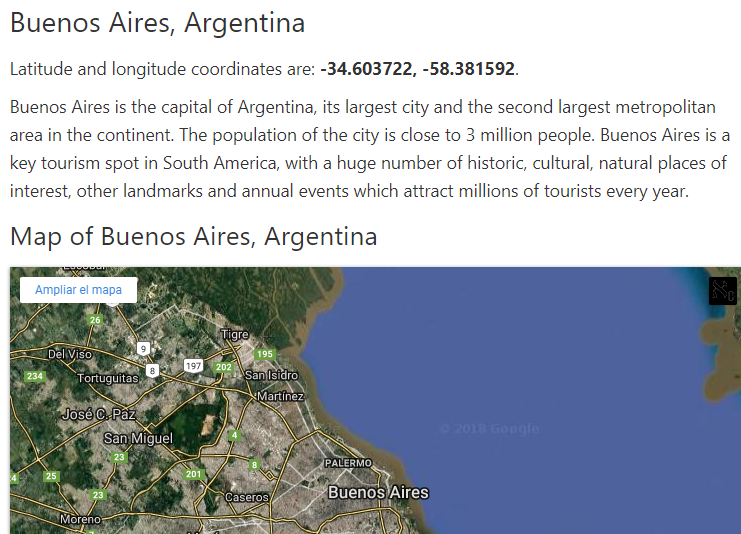 Buenos Aires, Argentina
Latitude and longitude coordinates are: -34.603722, -58.381592.
Buenos Aires is the capital of Argentina, its largest city and the second largest metropolitan
area in the continent. The population of the city is close to 3 million people. Buenos Aires is a
key tourism spot in South America, with a huge number of historic, cultural, natural places of
interest, other landmarks and annual events which attract millions of tourists every year.
Map of Buenos Aires, Argentina
Escobar
Ampliar el mapa
26
Tigre
9
195
Del Viso
8
197
202
234
Tortuguitas
San Isidro
Martínez
José C. Paz
© 2018 Google
San Miguel
4
23
PALERMO
8
201
25
23
Buenos Aires
Caseros
Moreno